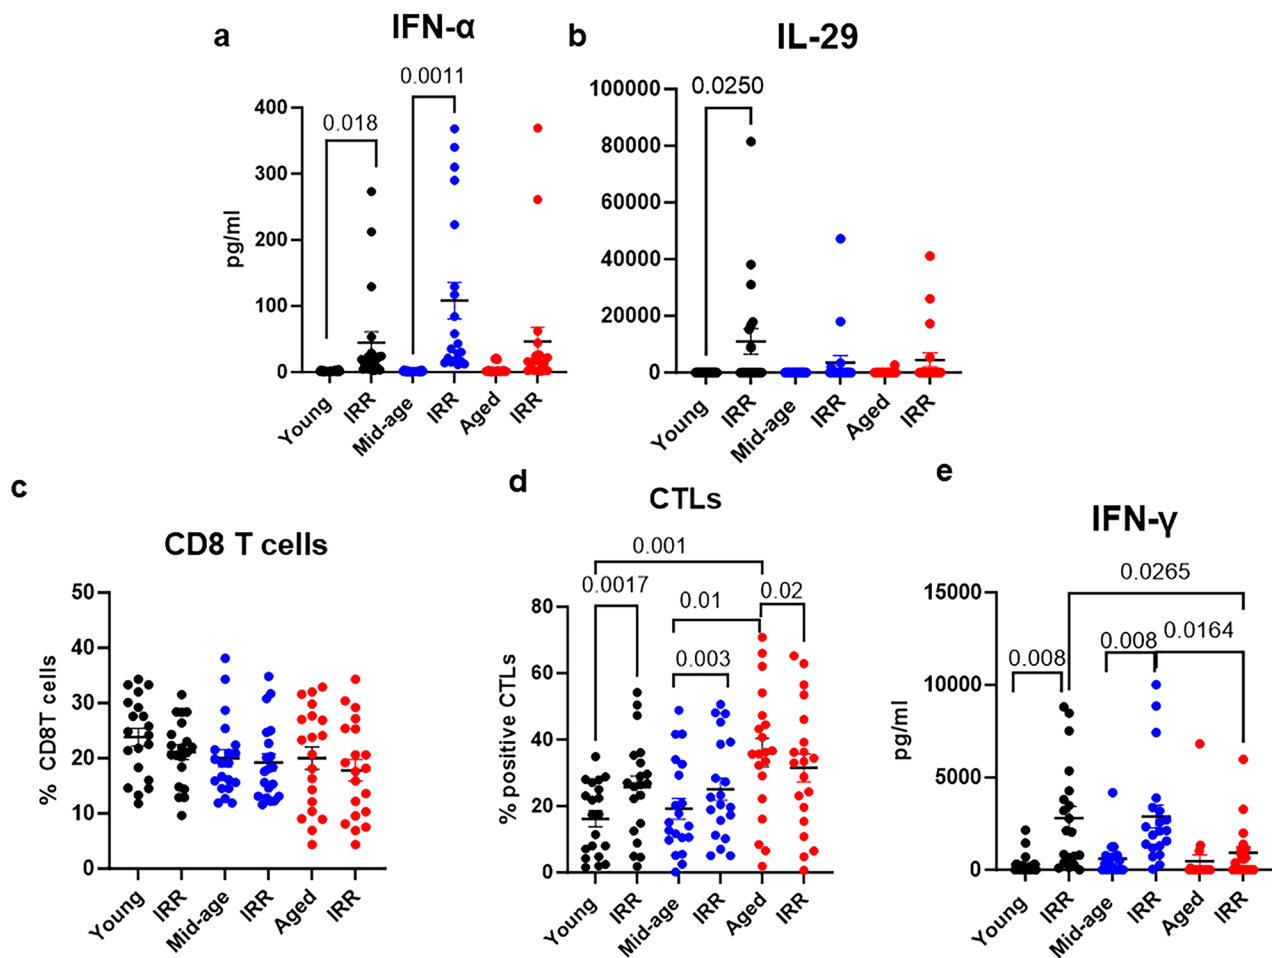 a
IFN-α
0.018
0.0011
400
300
200
100
0
pg/ml
Young
IRR
Mid-age
IRR
Aged
IRR
b
IL-29
0.0250
100000
80000
60000
40000
20000
0
Young
IRR
Mid-age
IRR
Aged
IRR
c
CD8 T cells
50
40
30
20
10
0
% CD8T cells
Young
IRR
Mid-age
IRR
Aged
IRR
d
CTLs
0.001
0.0017
0.01
0.02
0.003
80
60
40
20
0
% positive CTLs
Young
IRR
Mid-age
IRR
Aged
IRR
e
IFN-γ
0.0265
0.008
0.008
0.0164
15000
10000
5000
0
pg/ml
Young
IRR
Mid-age
IRR
Aged
IRR